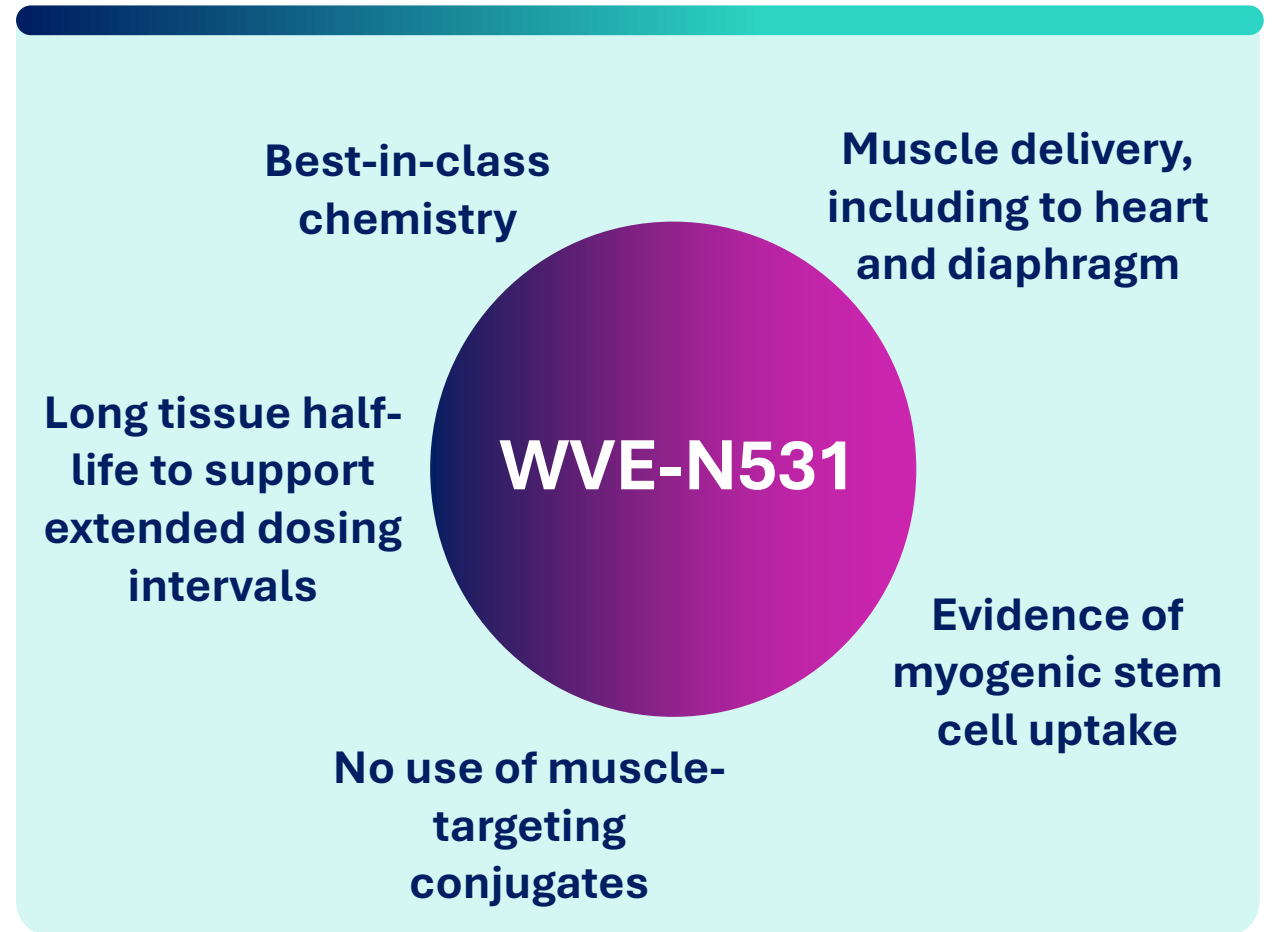 Best-in-class
chemistry
Muscle delivery,
including to heart
and diaphragm
Long tissue half-
life to support
extended dosing
intervals
WVE-N531
Evidence of
myogenic stem
cell uptake
No use of muscle-
targeting
conjugates